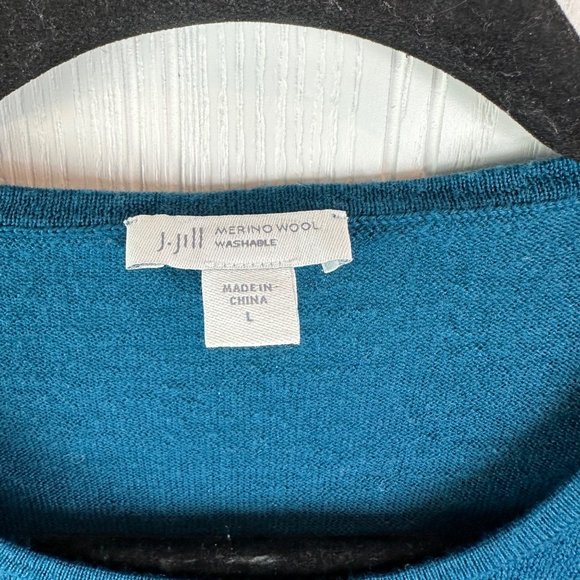 J.Jill MERINO WOOL
WASHABLE
MADE IN
CHINA
L